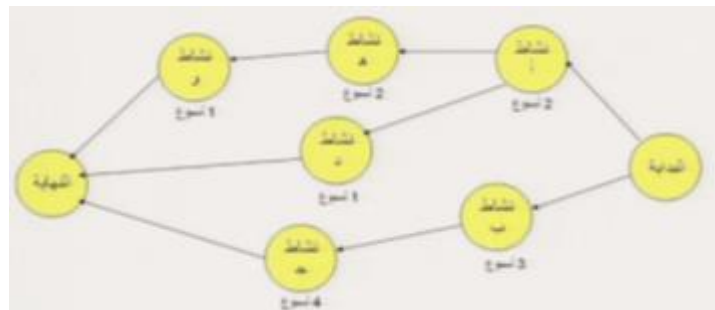 البداية
نشاط
أ
2 أسبوع
نشاط
هـ
2 أسبوع
نشاط
و
1 أسبوع
نشاط
د
1 أسبوع
نشاط
ب
3 أسبوع
نشاط
جـ
4 أسبوع
النهاية